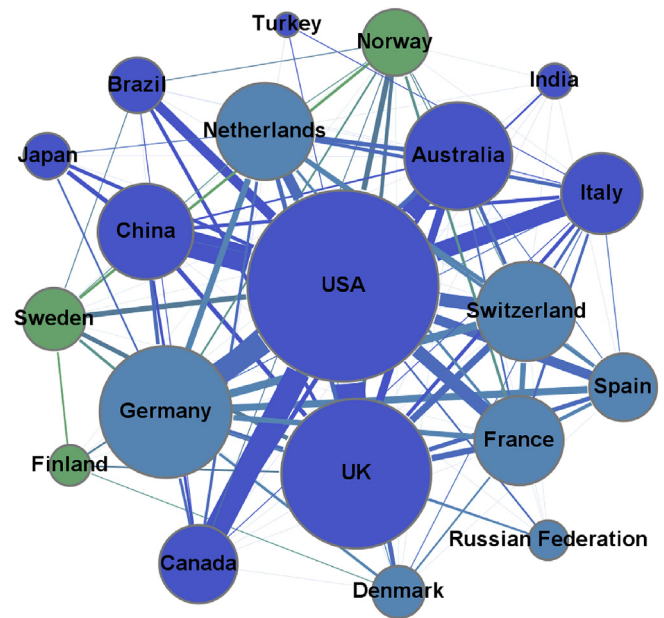 Turkey
Norway
India
Brazil
Netherlands
Australia
Japan
Italy
China
USA
Switzerland
Sweden
Spain
Germany
France
Finland
UK
Russian Federation
Canada
Denmark